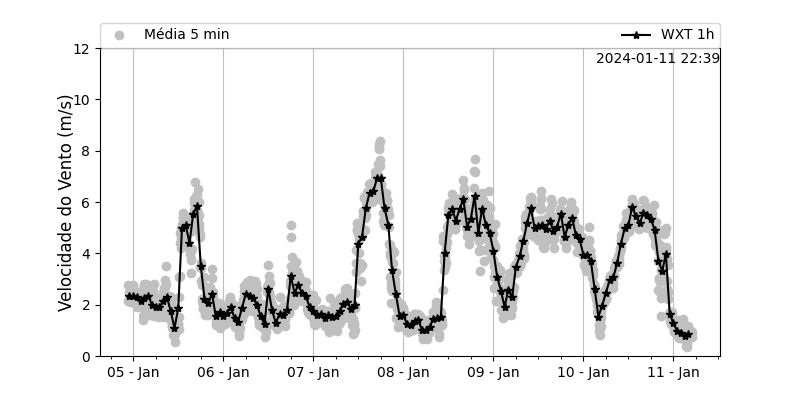 Média 5 min
WXT 1h
2024-01-11 22:39
Velocidade do Vento (m/s)
12
10
8
6
4
2
0
05 - Jan
06 - Jan
07 - Jan
08 - Jan
09 - Jan
10 - Jan
11 - Jan